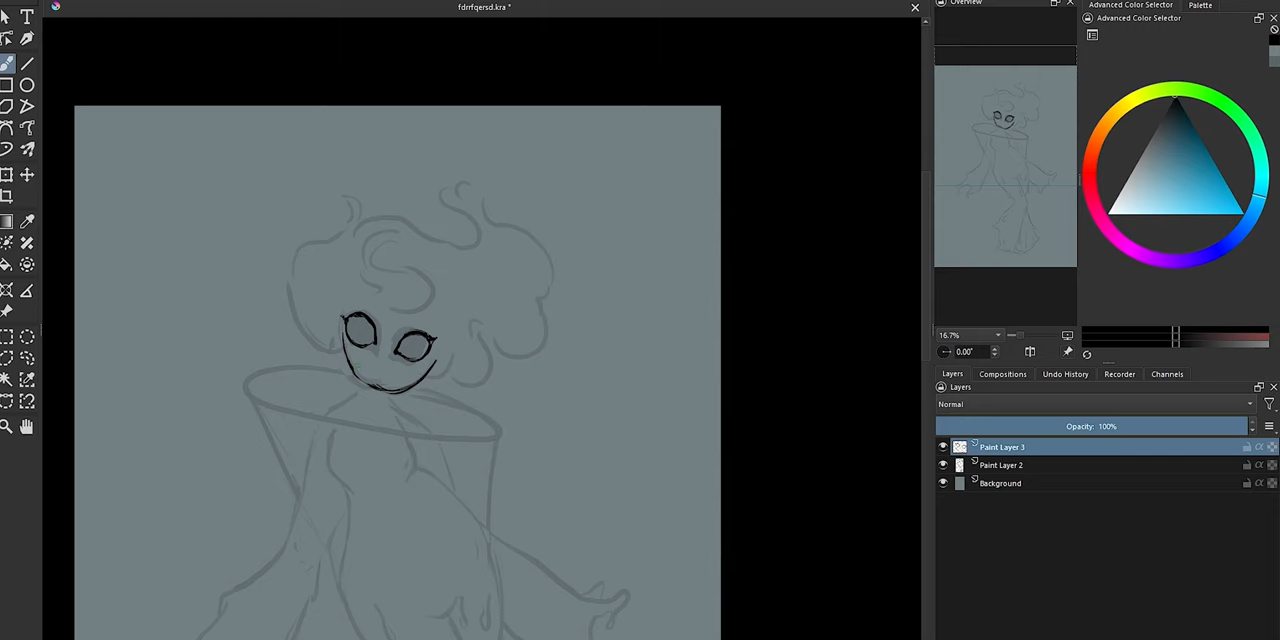 fdrrfqersd.kra *
Overview
Advanced Color Selector
Palette
Advanced Color Selector
16.7%
0.00°
Layers
Compositions
Undo History
Recorder
Channels
Layers
Normal
Opacity: 100%
Paint Layer 3
Paint Layer 2
Background